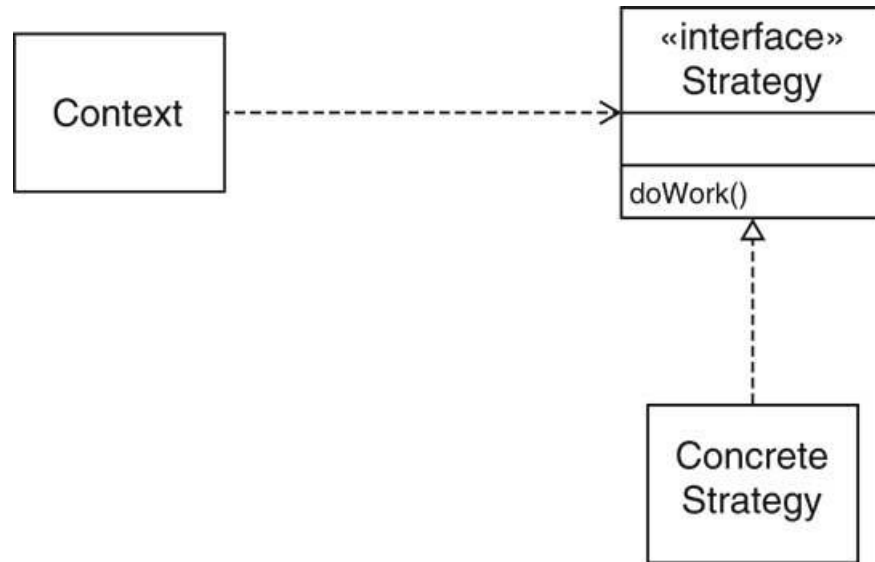 Context
«interface»
Strategy
doWork()
Concrete
Strategy